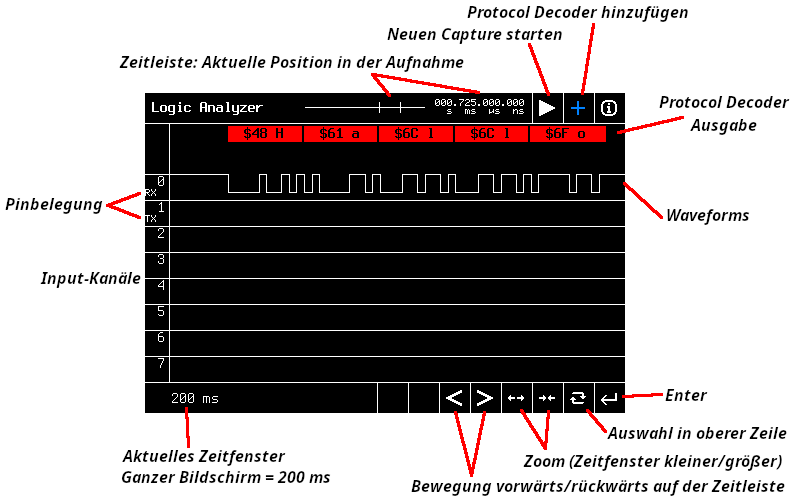 Protocol Decoder hinzufügen
Neuen Capture starten
Zeitleiste: Aktuelle Position in der Aufnahme
Logic Analyzer
000.725.000.000
s ms µs ns
Protocol Decoder
Ausgabe
$48 H $61 a $6C l $6C l $6F o
0
RX
Pinbelegung
1
TX
Waveforms
2
3
Input-Kanäle
4
5
6
7
200 ms
< >
Enter
Auswahl in oberer Zeile
Aktuelles Zeitfenster
Ganzer Bildschirm = 200 ms
Zoom (Zeitfenster kleiner/größer)
Bewegung vorwärts/rückwärts auf der Zeitleiste